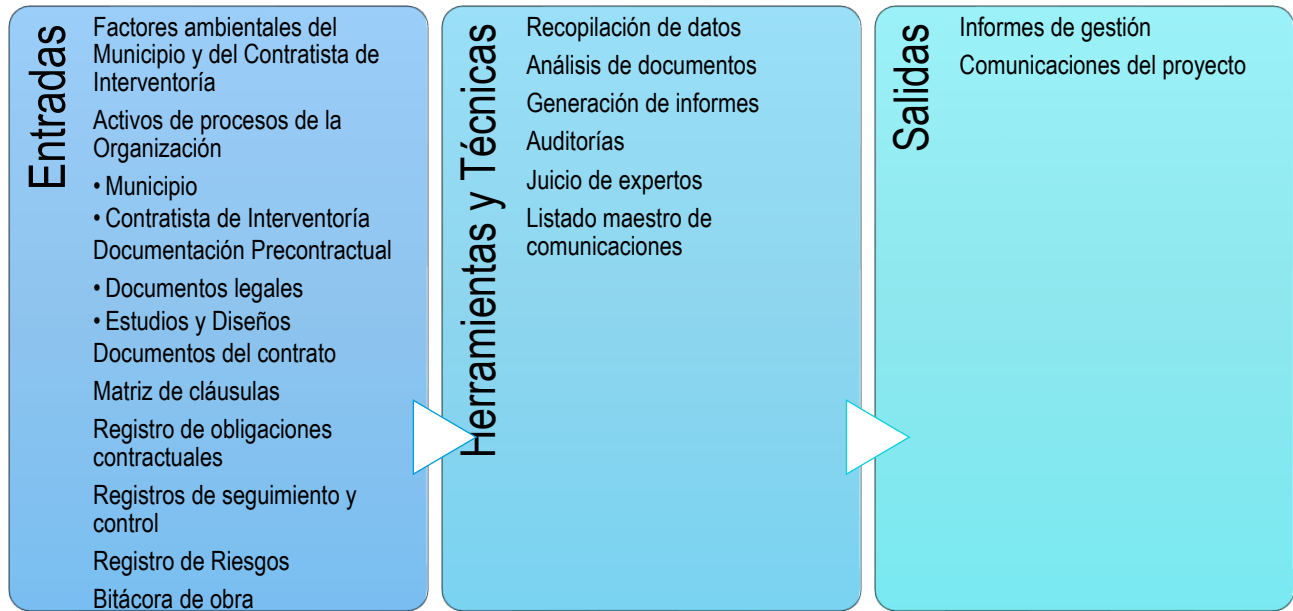 Entradas
Factores ambientales del
Municipio y del Contratista de
Interventoría
Activos de procesos de la
Organización
• Municipio
• Contratista de Interventoría
Documentación Precontractual
• Documentos legales
• Estudios y Diseños
Documentos del contrato
Matriz de cláusulas
Registro de obligaciones
contractuales
Registros de seguimiento y
control
Registro de Riesgos
Bitácora de obra
Herramientas y Técnicas
Recopilación de datos
Análisis de documentos
Generación de informes
Auditorías
Juicio de expertos
Listado maestro de
comunicaciones
Salidas
Informes de gestión
Comunicaciones del proyecto